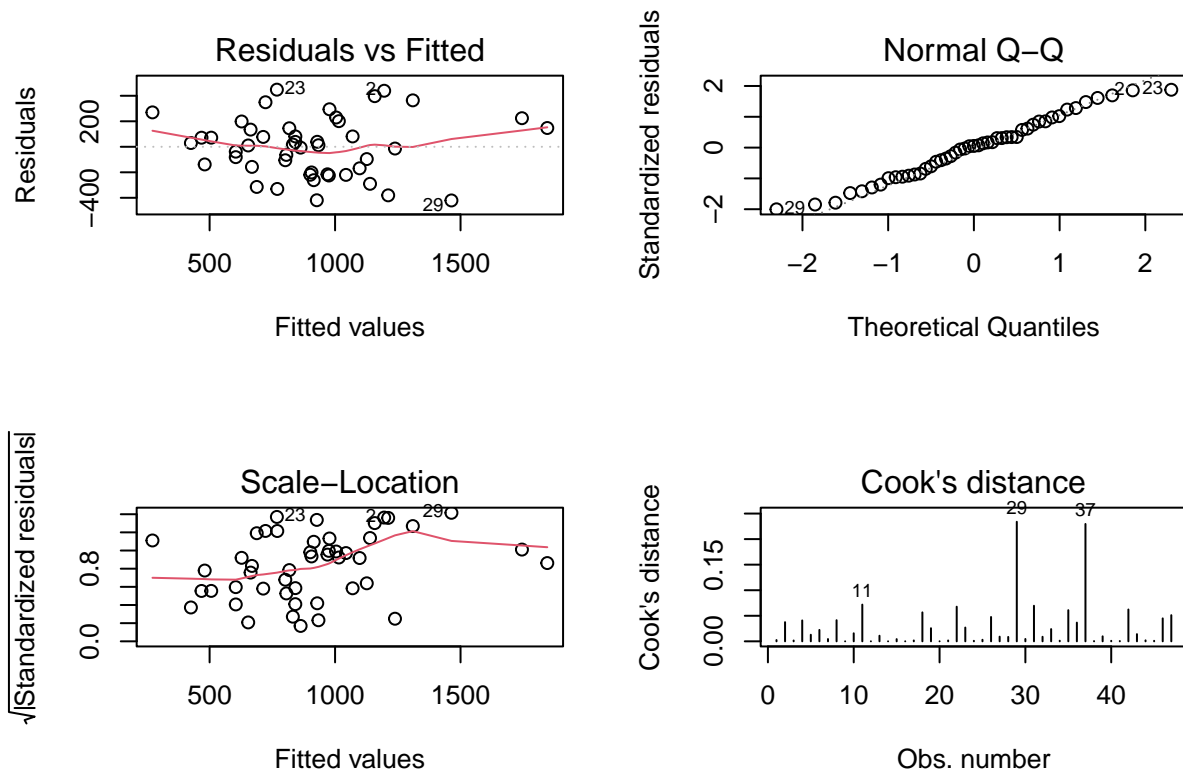 Residuals vs Fitted
Residuals
200
−400
23
2
29
500 1000 1500
Fitted values
Normal Q−Q
Standardized residuals
2
0
−2
29
2
23
−2 −1 0 1 2
Theoretical Quantiles
Scale−Location
√|Standardized residuals|
0.8
0.0
23
2
29
500 1000 1500
Fitted values
Cook's distance
Cook's distance
0.15
0.00
11
29
37
0 10 20 30 40
Obs. number